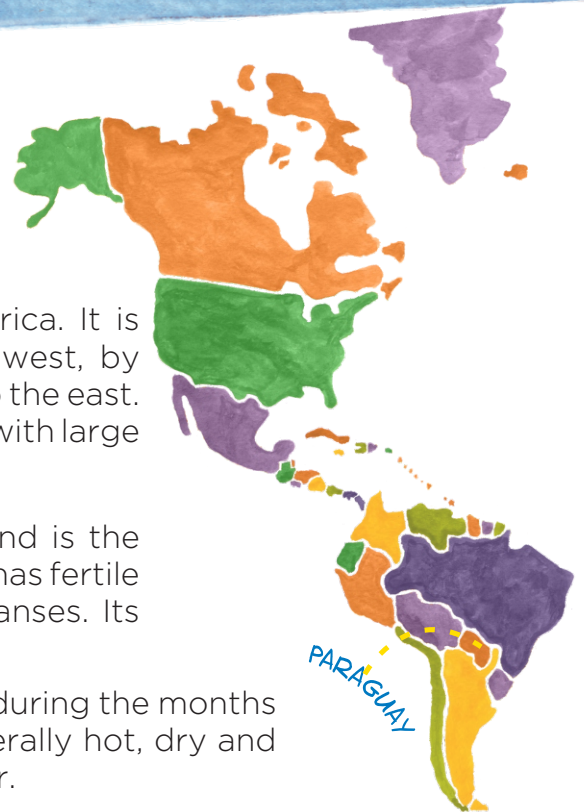 rica. It is
west, by
the east.
with large
nd is the
has fertile
anses. Its
during the months
erally hot, dry and
r.
PARAGUAY